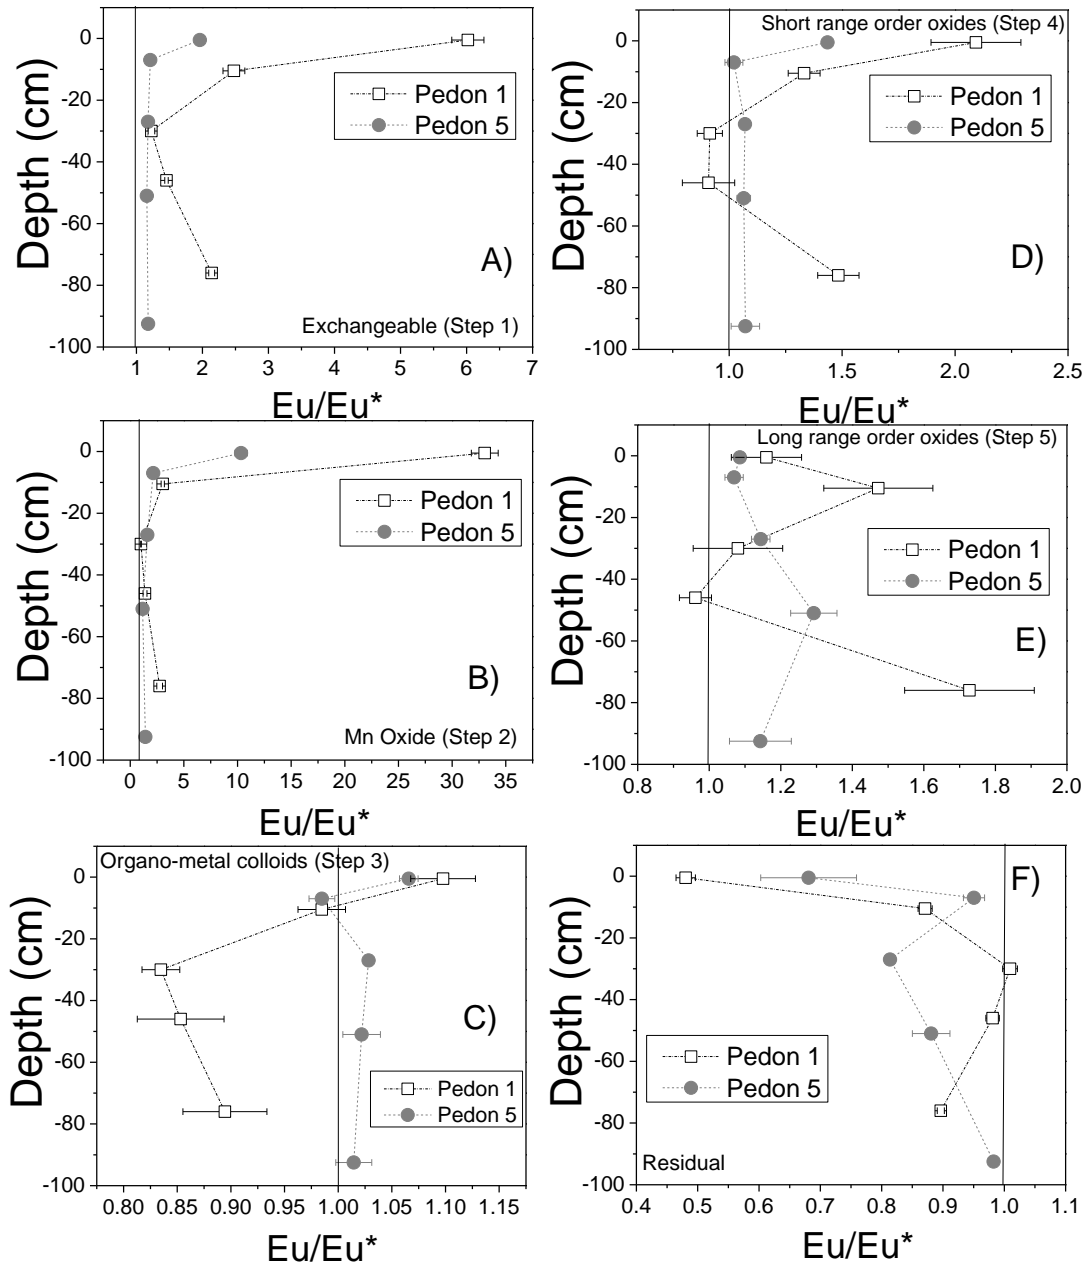 0
-20
-40
-60
-80
-100
Depth (cm)
Pedon 1
Pedon 5
A)
Exchangeable (Step 1)
1 2 3 4 5 6 7
Eu/Eu*
Short range order oxides (Step 4)
0
-20
-40
-60
-80
-100
Depth (cm)
Pedon 1
Pedon 5
D)
1.0 1.5 2.0 2.5
Eu/Eu*
0
-20
-40
-60
-80
-100
Depth (cm)
Pedon 1
Pedon 5
B)
Mn Oxide (Step 2)
0 5 10 15 20 25 30 35
Eu/Eu*
Long range order oxides (Step 5)
0
-20
-40
-60
-80
-100
Depth (cm)
Pedon 1
Pedon 5
E)
0.8 1.0 1.2 1.4 1.6 1.8 2.0
Eu/Eu*
Organo-metal colloids (Step 3)
0
-20
-40
-60
-80
-100
Depth (cm)
C)
Pedon 1
Pedon 5
0.80 0.85 0.90 0.95 1.00 1.05 1.10 1.15
Eu/Eu*
0
-20
-40
-60
-80
-100
Depth (cm)
F)
Pedon 1
Pedon 5
Residual
0.4 0.5 0.6 0.7 0.8 0.9 1.0 1.1
Eu/Eu*